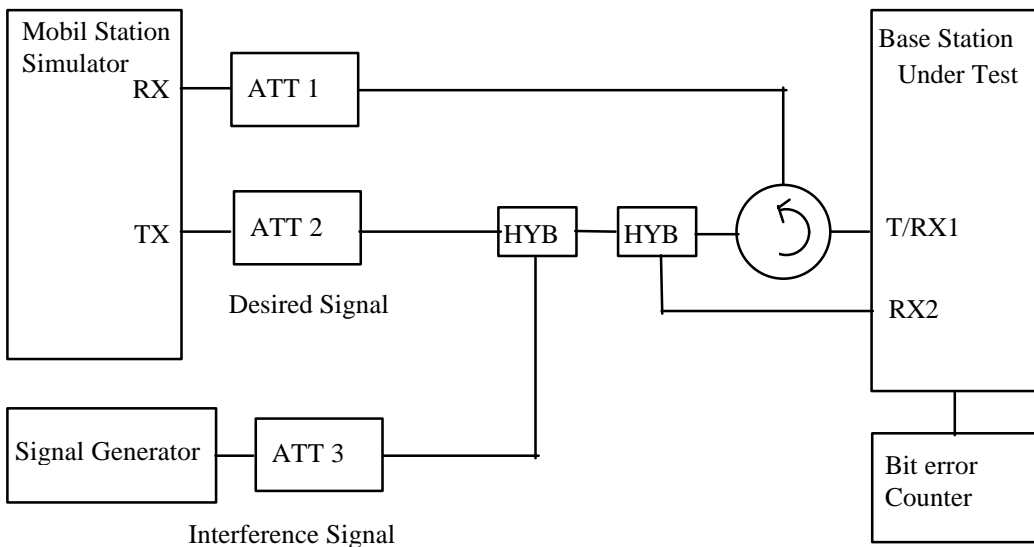 Mobil Station
Simulator
RX
ATT 1
TX
ATT 2
Desired Signal
HYB
HYB
Base Station
Under Test
T/RX1
RX2
Signal Generator
ATT 3
Interference Signal
Bit error
Counter